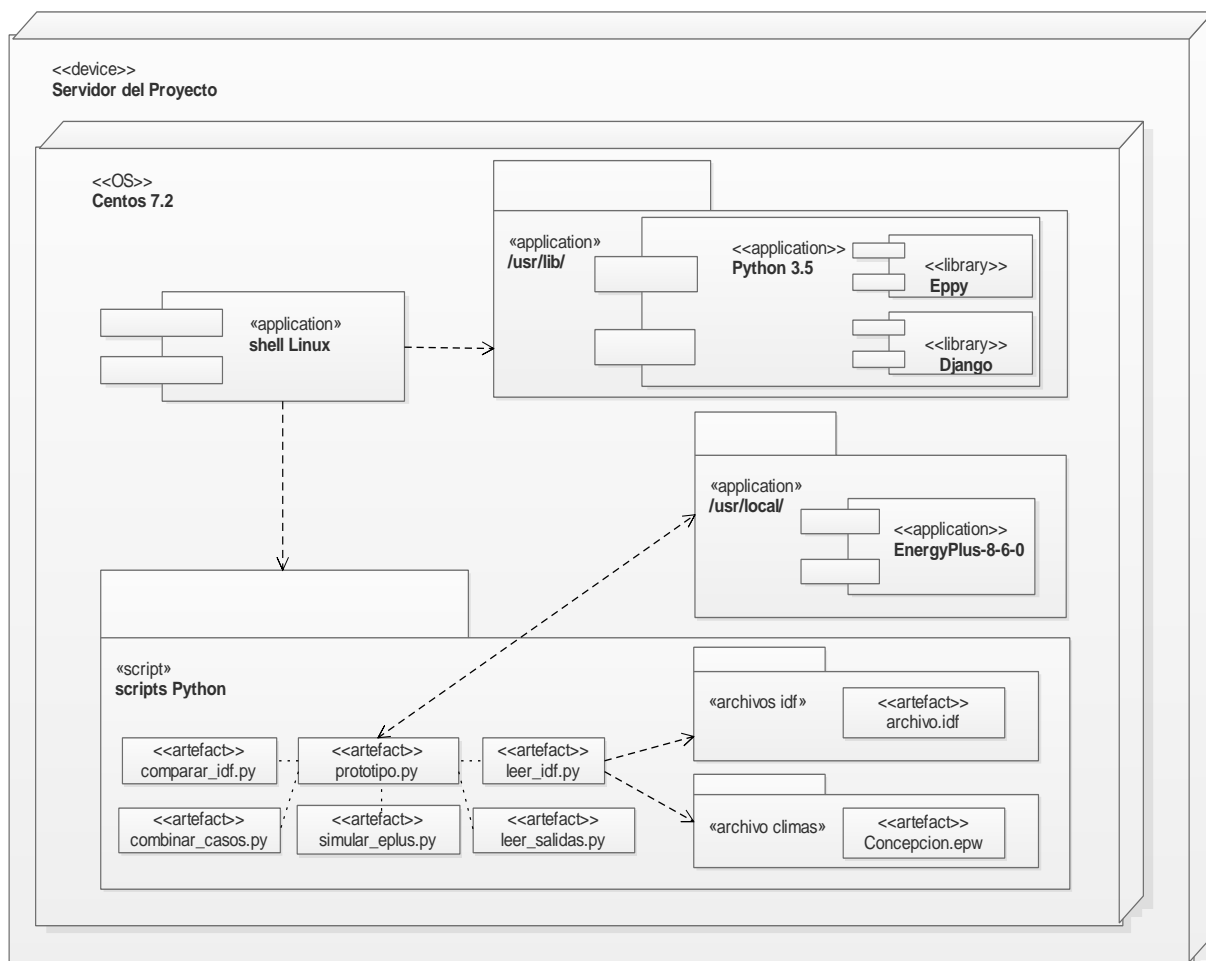 <<device>>
Servidor del Proyecto
<<OS>>
Centos 7.2
«application»
/usr/lib/
<<application>>
Python 3.5
<<library>>
Eppy
<<library>>
Django
«application»
shell Linux
«application»
/usr/local/
<<application>>
EnergyPlus-8-6-0
«script»
scripts Python
<<artefact>>
comparar_idf.py
<<artefact>>
prototipo.py
<<artefact>>
leer_idf.py
<<artefact>>
combinar_casos.py
<<artefact>>
simular_eplus.py
<<artefact>>
leer_salidas.py
«archivos idf»
<<artefact>>
archivo.idf
«archivo climas»
<<artefact>>
Concepcion.epw